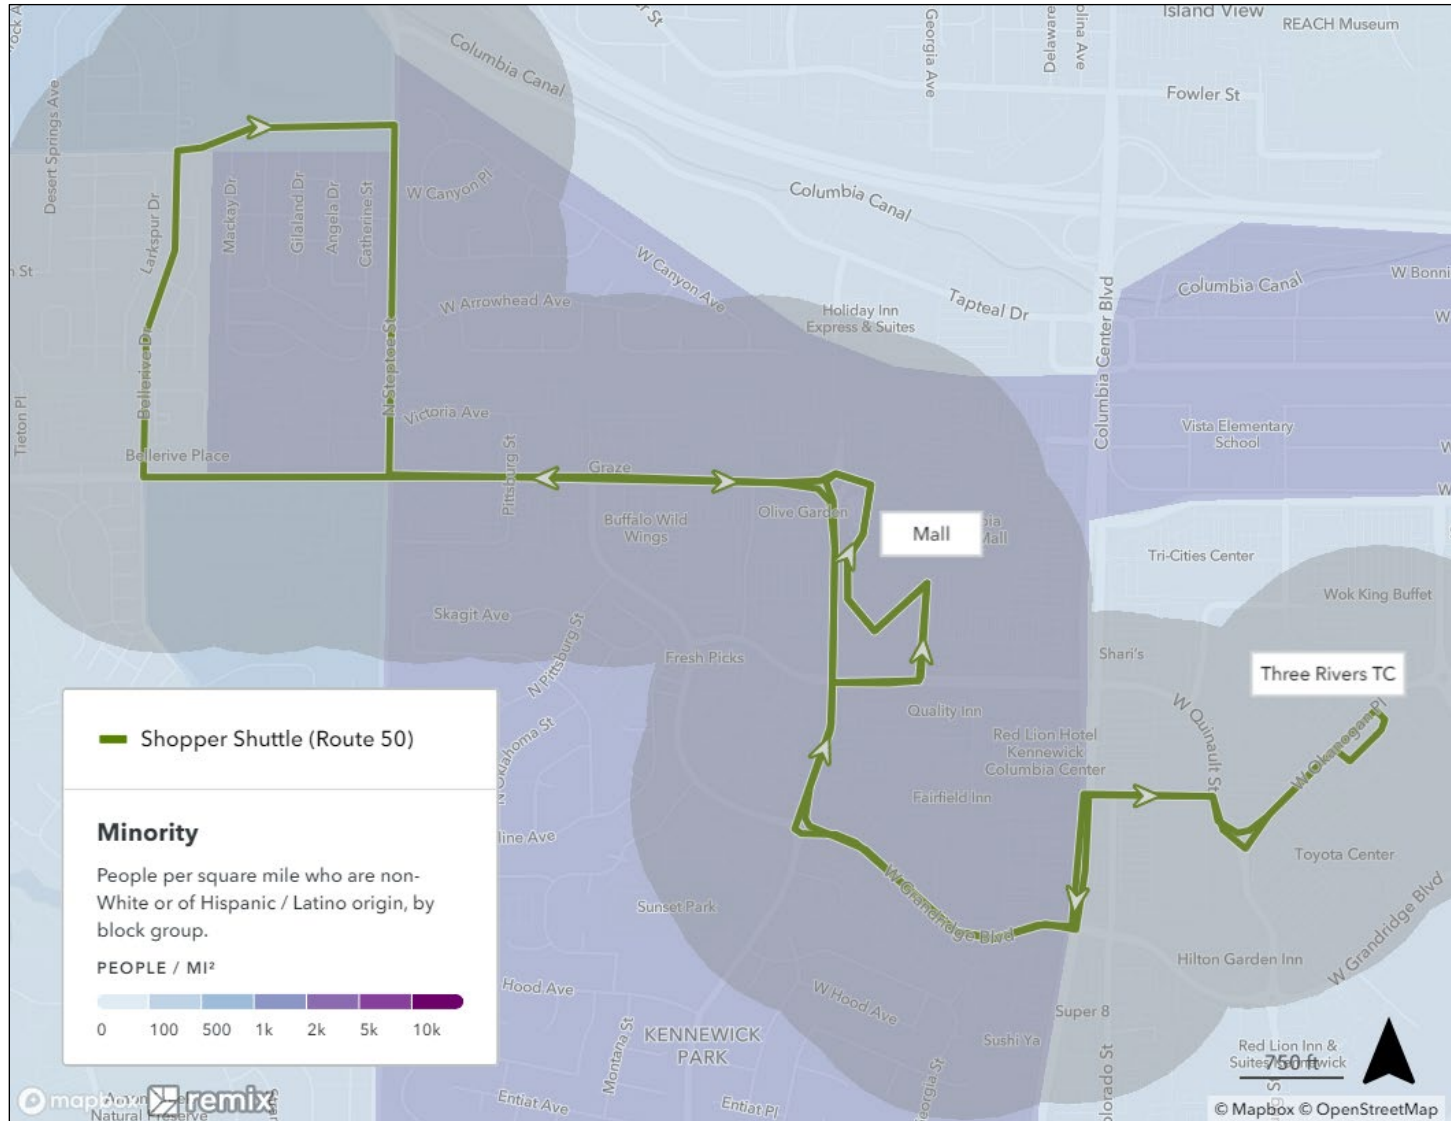 Island View
REACH Museum
Columbia Canal
Georgia Ave
Delaware
Fowler St
Desert Springs Ave
Larkspur Dr
Mackay Dr
Gilaland Dr
Angela Dr
Catherine St
W Canyon Pl
Columbia Canal
W Canyon Ave
Tapteal Dr
Columbia Canal
W Bonni
W Arrowhead Ave
Holiday Inn
Express & Suites
Columbia Center Blvd
Bellerive Dr
N Steptoe St
Victoria Ave
Vista Elementary
School
Tieton Pl
Bellerive Place
Pittsburg St
Graze
Buffalo Wild
Wings
Olive Garden
Mall
Tri-Cities Center
Wok King Buffet
Skagit Ave
N Pittsburg St
Fresh Picks
Shari's
Three Rivers TC
Quality Inn
W Quinault St
W Okanogan Pl
Red Lion Hotel
Kennewick
Columbia Center
Fairfield Inn
N Oklahoma St
Toyota Center
Sunset Park
W Grandridge Blvd
W Grandridge Blvd
Hilton Garden Inn
Hood Ave
W Hood Ave
Super 8
KENNEWICK
PARK
Sushi Ya
Montana St
Entiat Ave
Entiat Pl
Red Lion Inn &
Suites Kennewick
750 ft
Shopper Shuttle (Route 50)
Minority
People per square mile who are non-
White or of Hispanic / Latino origin, by
block group.
PEOPLE / MI²
0 100 500 1k 2k 5k 10k
Natural Preserve
mapbox remix
© Mapbox © OpenStreetMap